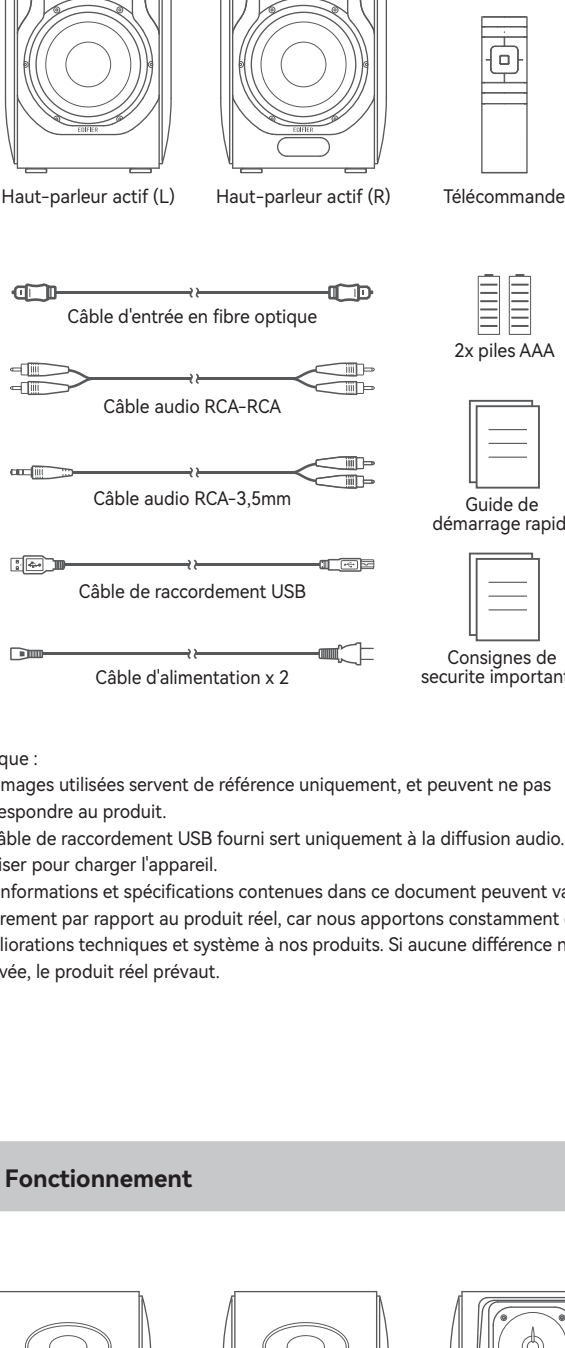 EDIFIER
EDIFIER
Haut-parleur actif (L)
Haut-parleur actif (R)
Télécommande
Câble d'entrée en fibre optique
2x piles AAA
Câble audio RCA-RCA
Câble audio RCA-3,5mm
Guide de
démarrage rapid
Câble de raccordement USB
Consignes de
securite important
Câble d'alimentation x 2
que :
images utilisées servent de référence uniquement, et peuvent ne pas
espondre au produit.
âble de raccordement USB fourni sert uniquement à la diffusion audio.
iser pour charger l'appareil.
informations et spécifications contenues dans ce document peuvent va
rement par rapport au produit réel, car nous apportons constamment
liorations techniques et système à nos produits. Si aucune différence n
vée, le produit réel prévaut.
Fonctionnement